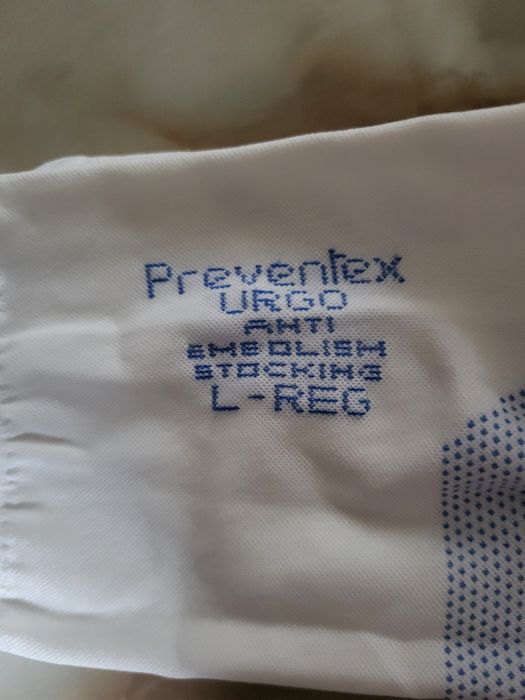 Preventex
URGO
ANTI
EMBOLISM
STOCKING
L-REG